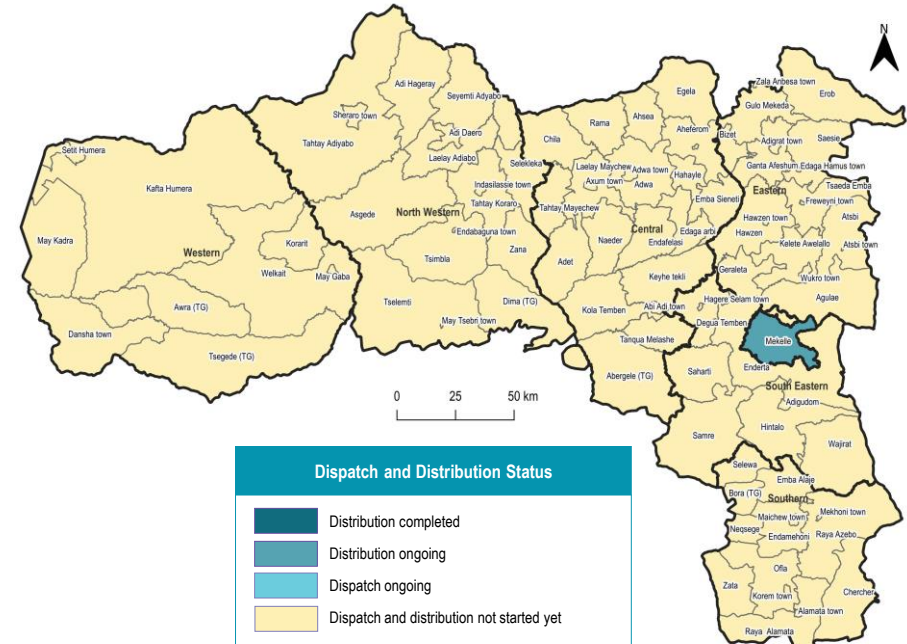 N
Zala Anbesa town
Erob
Gulo Mekeda
Adi Hageray
Egela
Seyemti Adyabo
Sheraro town
Rama
Ahsea
Aheferom
Bizet
Adigrat town
Saesie
Chila
Adi Daero
Tahtay Adiyabo
Setit Humera
Laelay Adiabo
Selekleka
Laelay Maychew
Adwa town
Hahayle
Ganta Afeshum
Edaga Hamus town
Axum town
Adwa
Indasilassie town
Kafta Humera
Eastern
Tsaeda Emba
Tahtay Koraro
Emba Sieneti
Freweyni town
Asgede
North Western
Tahtay Mayechew
Hawzen town
Atsbi
Endabaguna town
Central
Edaga arbi
Hawzen
May Kadra
Korarit
Naeder
Endafelasi
Kelete Awelallo
Atsbi town
Western
Zana
Tsimbla
Adet
Geraleta
Welkait
May Gaba
Keyhe tekli
Wukro town
Tselemti
Dima (TG)
Hagere Selam town
Agulae
Awra (TG)
Kola Temben
Abi Adi town
May Tsebri town
Degua Temben
Dansha town
Tanqua Melashe
Mekelle
Tsegede (TG)
Saharti
Enderta
Abergele (TG)
South Eastern
0 25 50 km
Adigudom
Hintalo
Samre
Wajirat
Selewa
Emba Alaje
Bora (TG)
Southern
Mekhoni town
Maichew town
Neqsege
Endamehoni
Raya Azebo
Ofla
Zata
Korem town
Chercher
Alamata town
Raya Alamata
Dispatch and Distribution Status
Distribution completed
Distribution ongoing
Dispatch ongoing
Dispatch and distribution not started yet